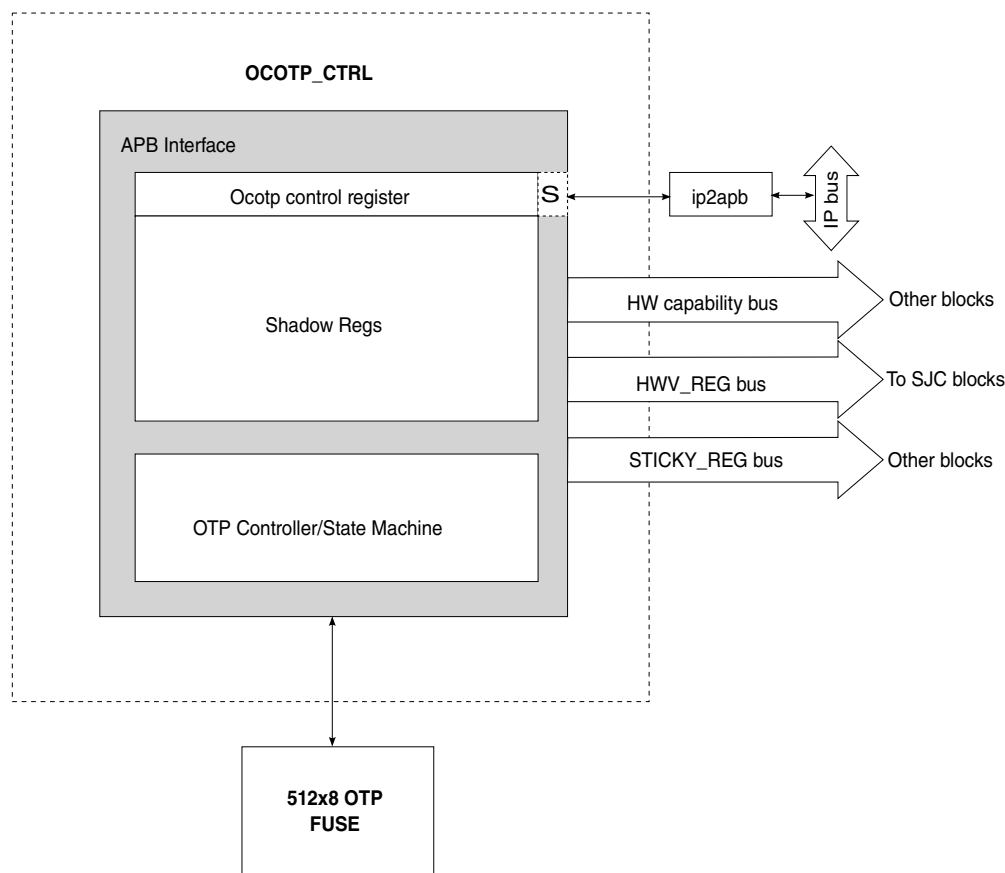 OCOTP_CTRL
APB Interface
Ocotp control register
S
ip2apb
IP bus
Shadow Regs
HW capability bus
Other blocks
HWV_REG bus
To SJC blocks
STICKY_REG bus
Other blocks
OTP Controller/State Machine
512x8 OTP
FUSE